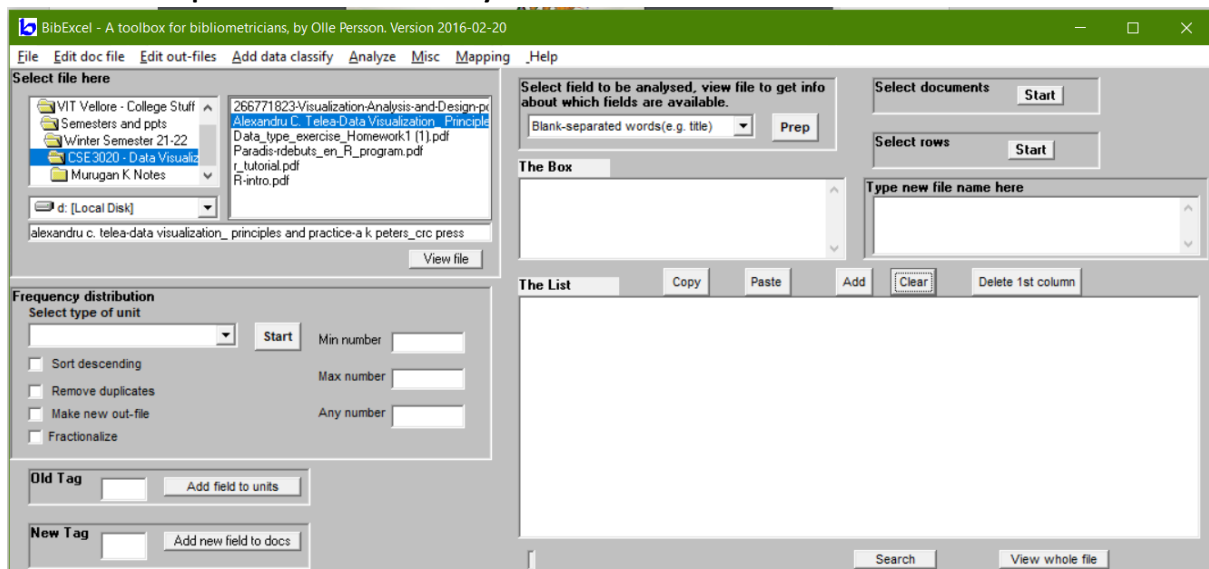 BibExcel - A toolbox for bibliometricians, by Olle Persson. Version 2016-02-20
File Edit doc file Edit out-files Add data classify Analyze Misc Mapping _Help
Select file here
VIT Vellore - College Stuff
Semesters and ppts
Winter Semester 21-22
CSE3020 - Data Visualiz
Murugan K Notes
266771823-Visualization-Analysis-and-Design-po
Alexandru C. Telea-Data Visualization_ Principle
Data_type_exercise_Homework1 (1).pdf
Paradis-rdebuts_en_R_program.pdf
r_tutorial.pdf
R-intro.pdf
d: [Local Disk]
alexandru c. telea-data visualization_ principles and practice-a k peters_crc press
View file
Select field to be analysed, view file to get info
about which fields are available.
Blank-separated words(e.g. title)
Prep
Select documents
Start
Select rows
Start
The Box
Type new file name here
Frequency distribution
Select type of unit
Start
Min number
Sort descending
Max number
Remove duplicates
Make new out-file
Any number
Fractionalize
The List
Copy
Paste
Add
Clear
Delete 1st column
Old Tag
Add field to units
New Tag
Add new field to docs
Search
View whole file